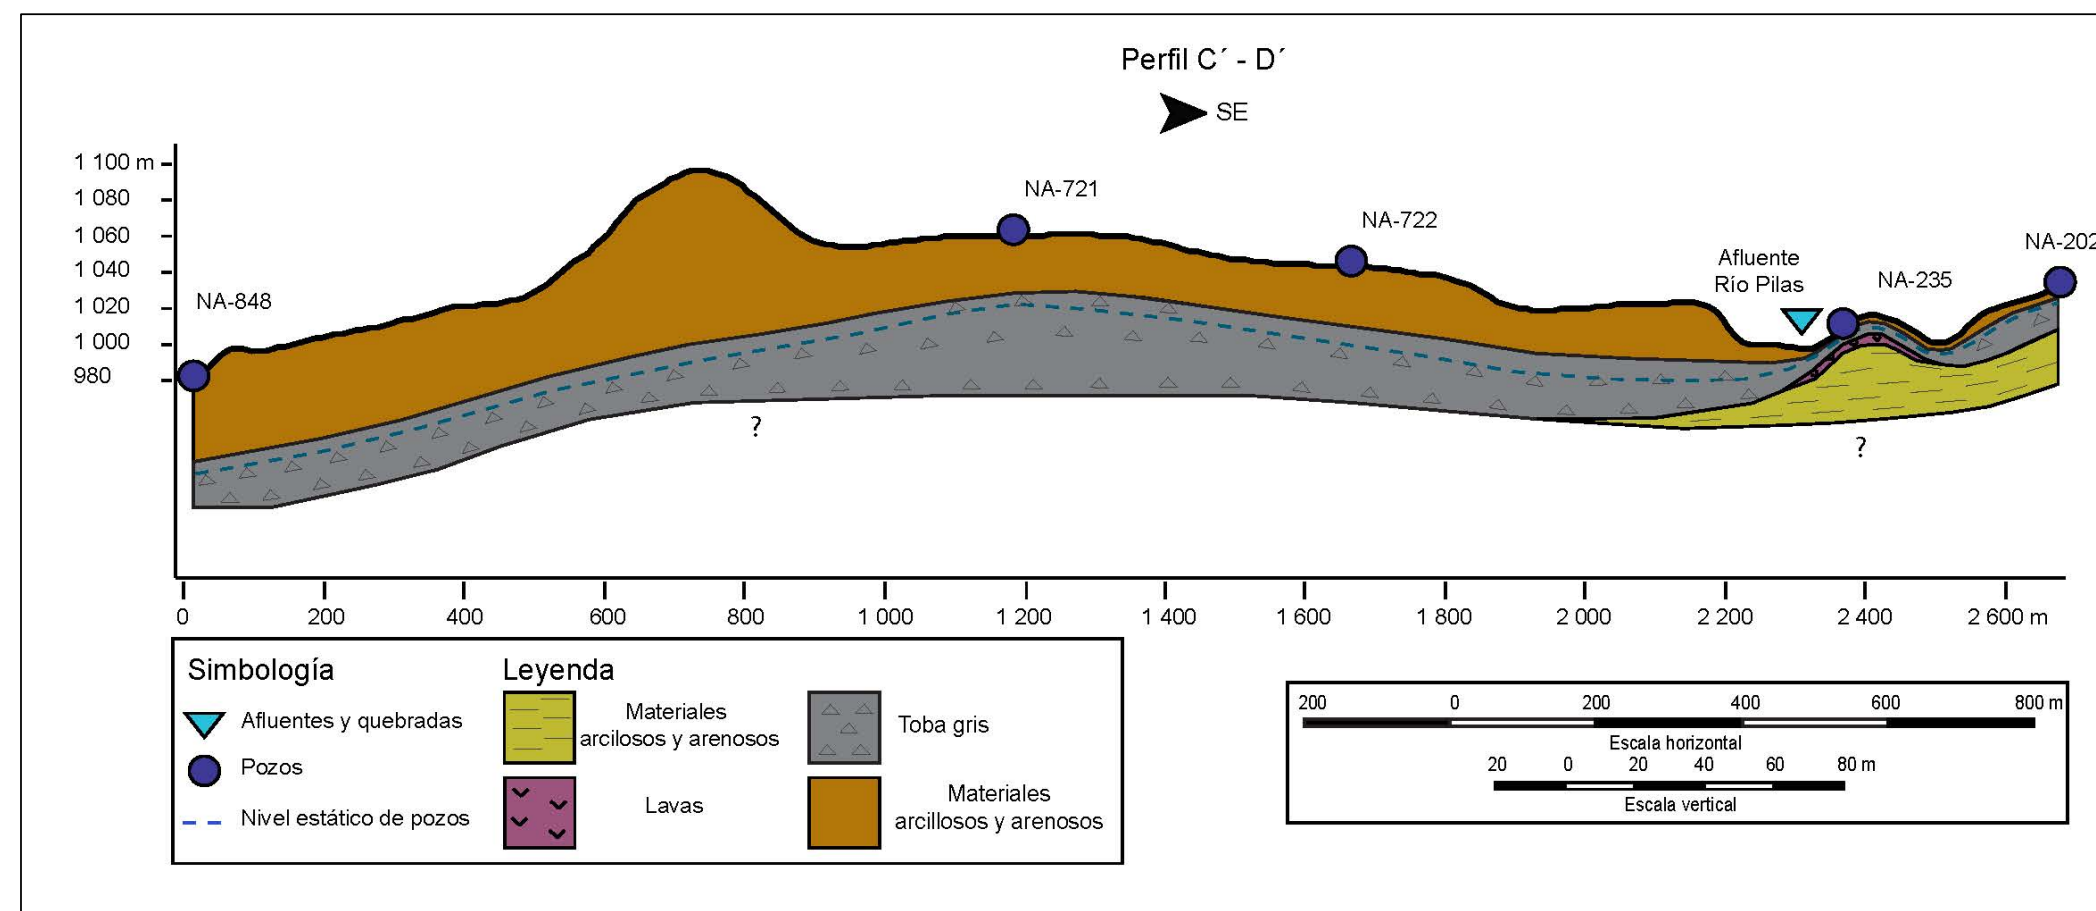 Perfil C´ - D´
SE
1 100 m
1 080
1 060
1 040
1 020
1 000
980
NA-848
NA-721
NA-722
Afluente
Río Pilas
NA-235
NA-202
?
?
0 200 400 600 800 1 000 1 200 1 400 1 600 1 800 2 000 2 200 2 400 2 600 m
Simbología
Afluentes y quebradas
Pozos
Nivel estático de pozos
Leyenda
Materiales
arcilosos y arenosos
Lavas
Toba gris
Materiales
arcillosos y arenosos
200 0 200 400 600 800 m
Escala horizontal
20 0 20 40 60 80 m
Escala vertical